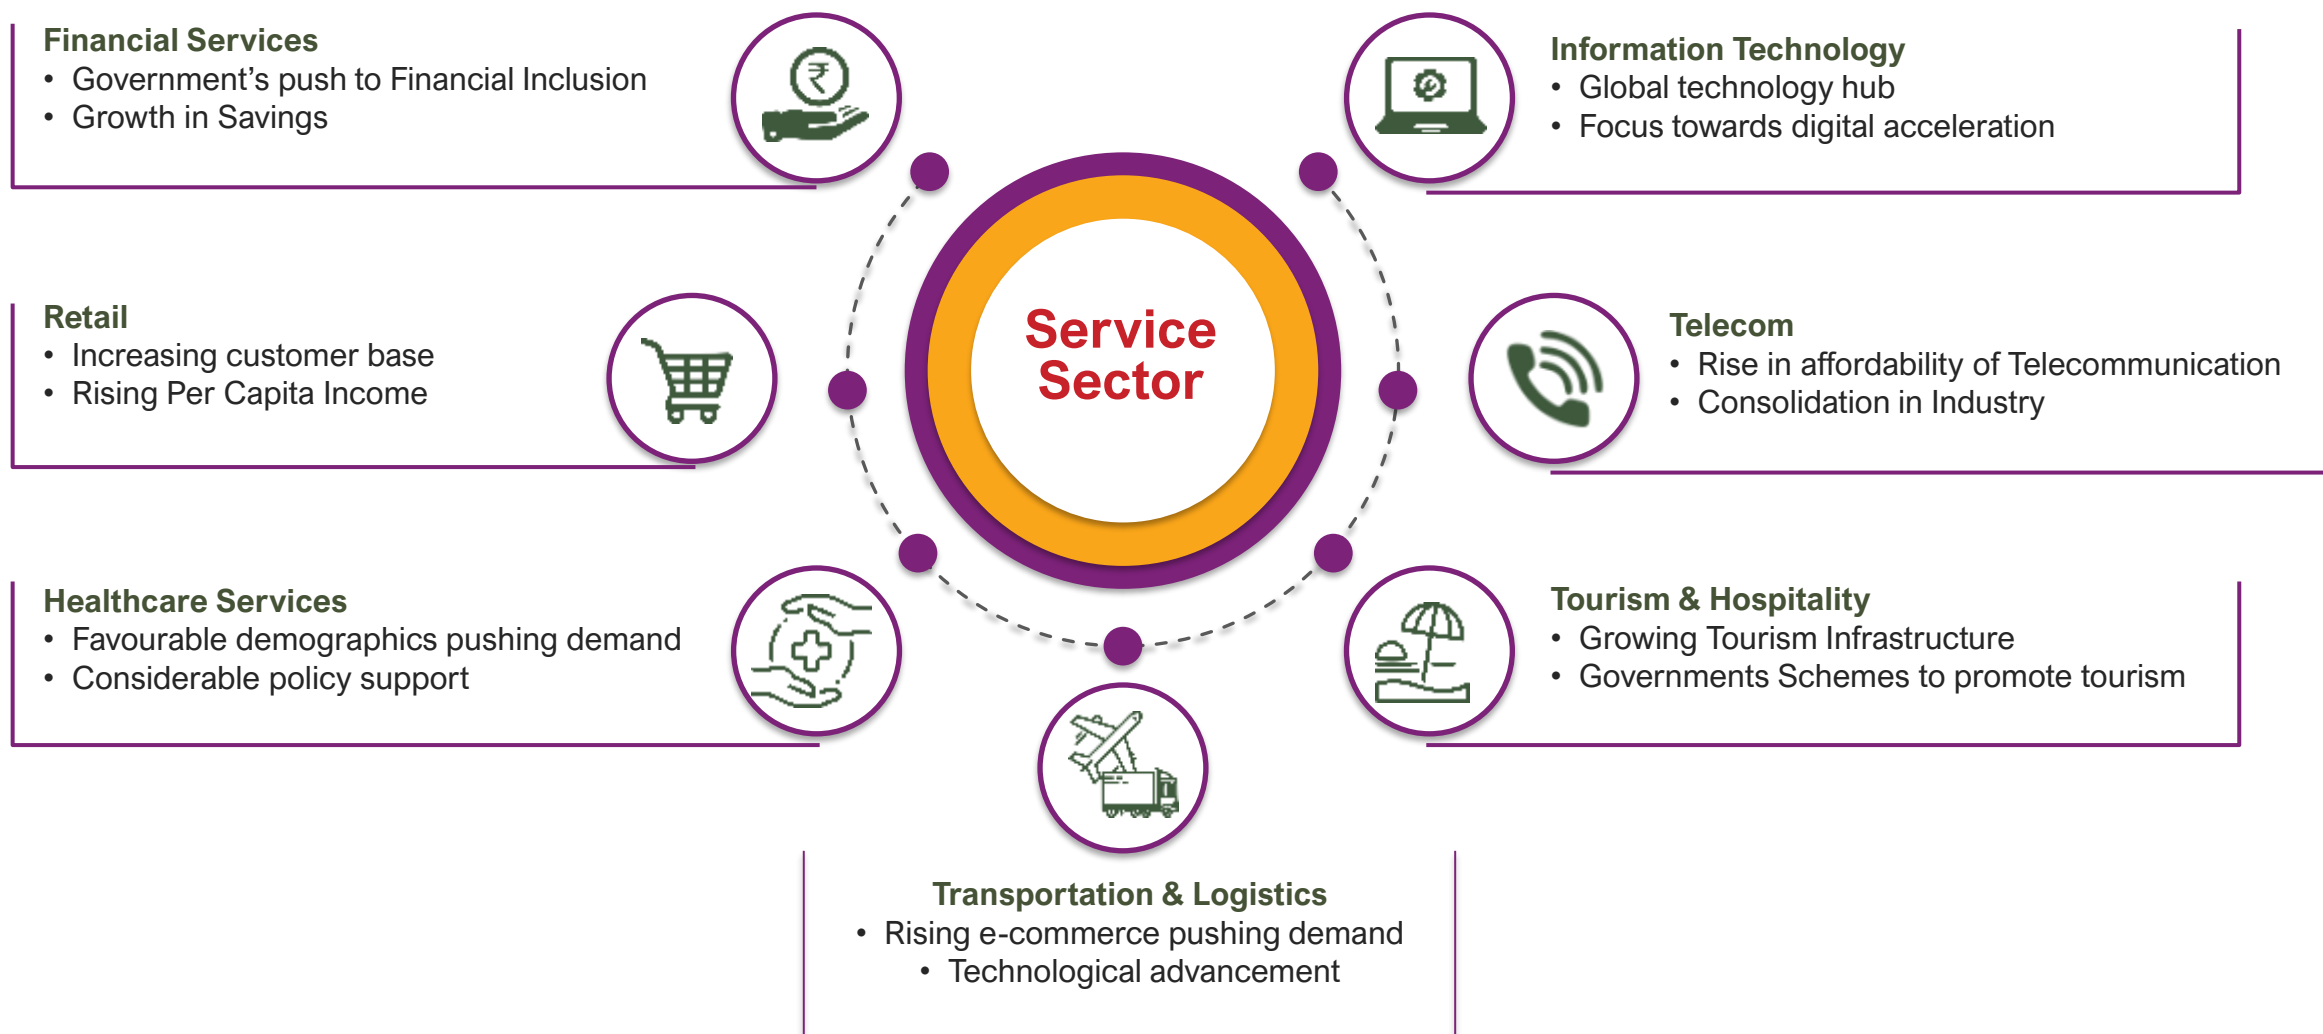 Financial Services
• Government's push to Financial Inclusion
• Growth in Savings
Information Technology
• Global technology hub
• Focus towards digital acceleration
Retail
• Increasing customer base
• Rising Per Capita Income
Service
Sector
Telecom
• Rise in affordability of Telecommunication
• Consolidation in Industry
Healthcare Services
• Favourable demographics pushing demand
• Considerable policy support
Tourism & Hospitality
• Growing Tourism Infrastructure
• Governments Schemes to promote tourism
Transportation & Logistics
• Rising e-commerce pushing demand
• Technological advancement